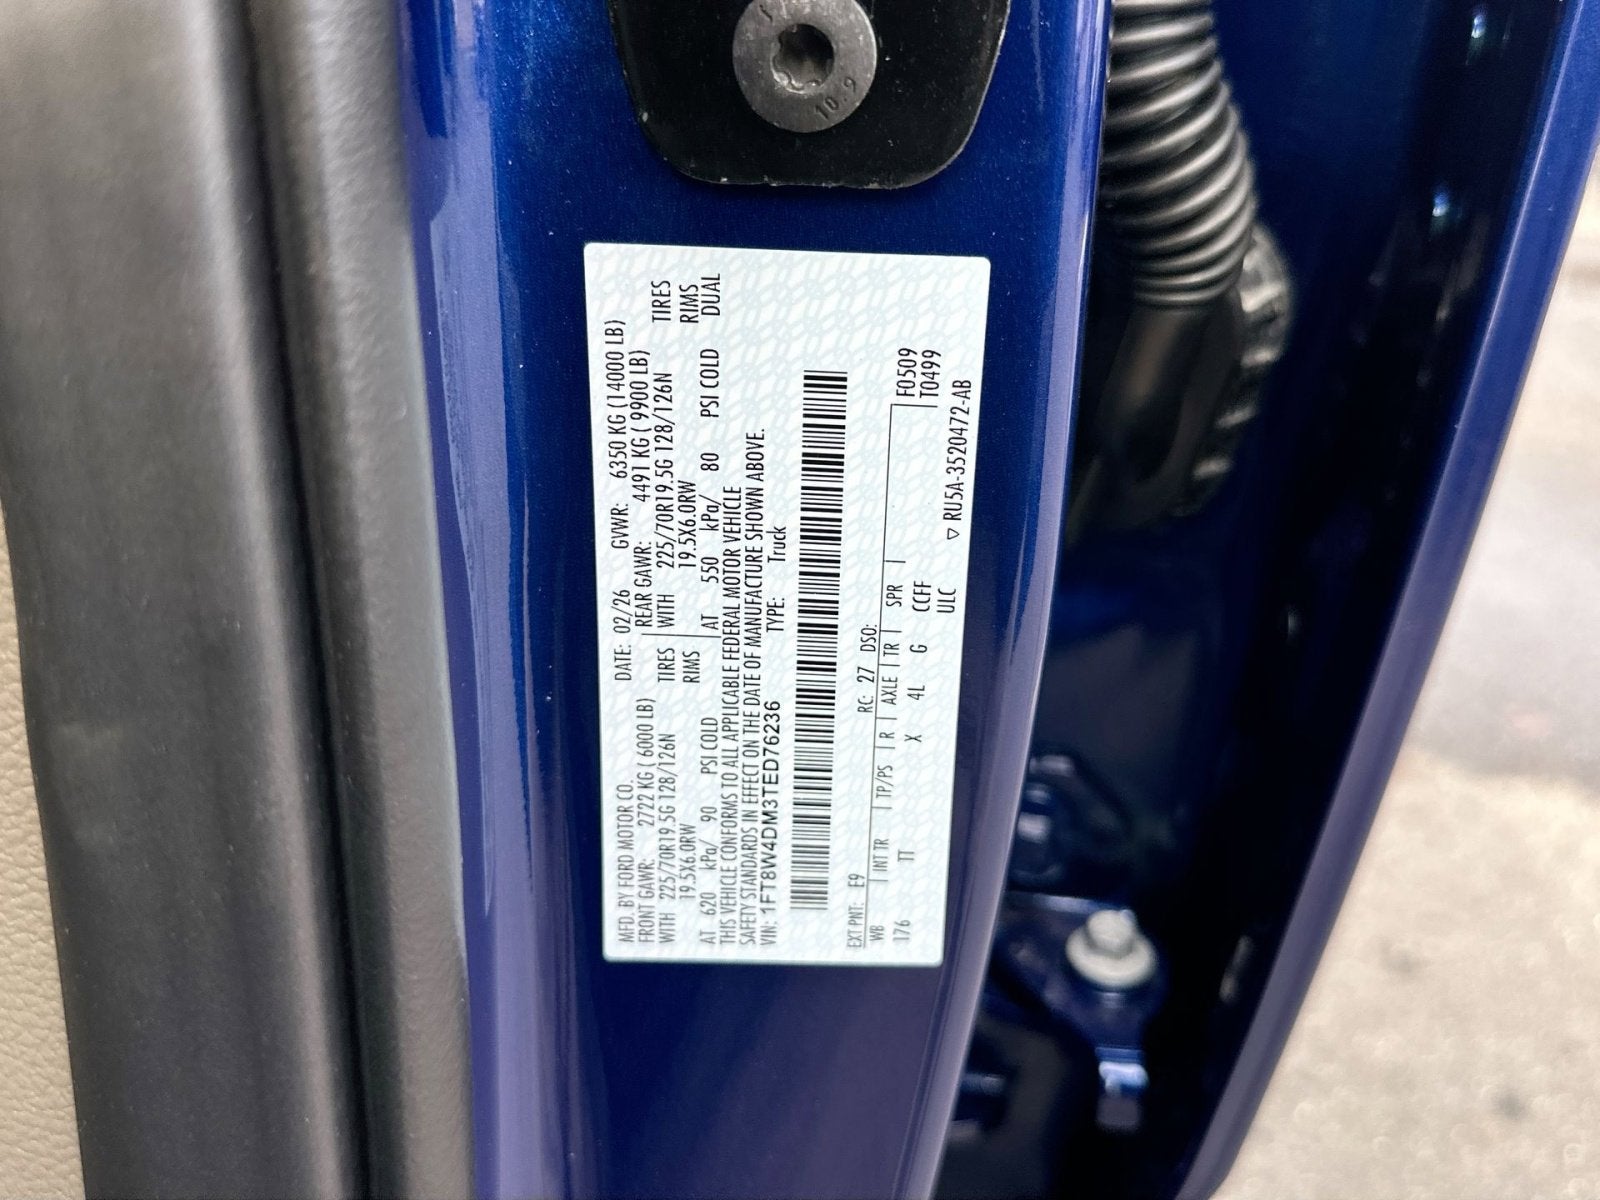 10.9
MFD. BY FORD MOTOR CO.
DATE: 02/26 GVWR: 6350 KG (14000 LB)
FRONT GAWR: 2722 KG ( 6000 LB)
REAR GAWR: 4491 KG ( 9900 LB)
WITH 225/70R19.5G 128/126N TIRES
WITH 225/70R19.5G 128/126N TIRES
19.5X6.0RW RIMS
19.5X6.0RW RIMS
AT 620 kPa/ 90 PSI COLD
AT 550 kPa/ 80 PSI COLD DUAL
THIS VEHICLE CONFORMS TO ALL APPLICABLE FEDERAL MOTOR VEHICLE
SAFETY STANDARDS IN EFFECT ON THE DATE OF MANUFACTURE SHOWN ABOVE.
VIN: 1FT8W4DM3TED76236 TYPE: Truck
EXT PNT: E9 RC: 27 DSO: F0509
WB INT TR TP/PS R AXLE TR SPR T0499
176 TT X 4L G CCFF
ULC ▽ RU5A-3520472-AB